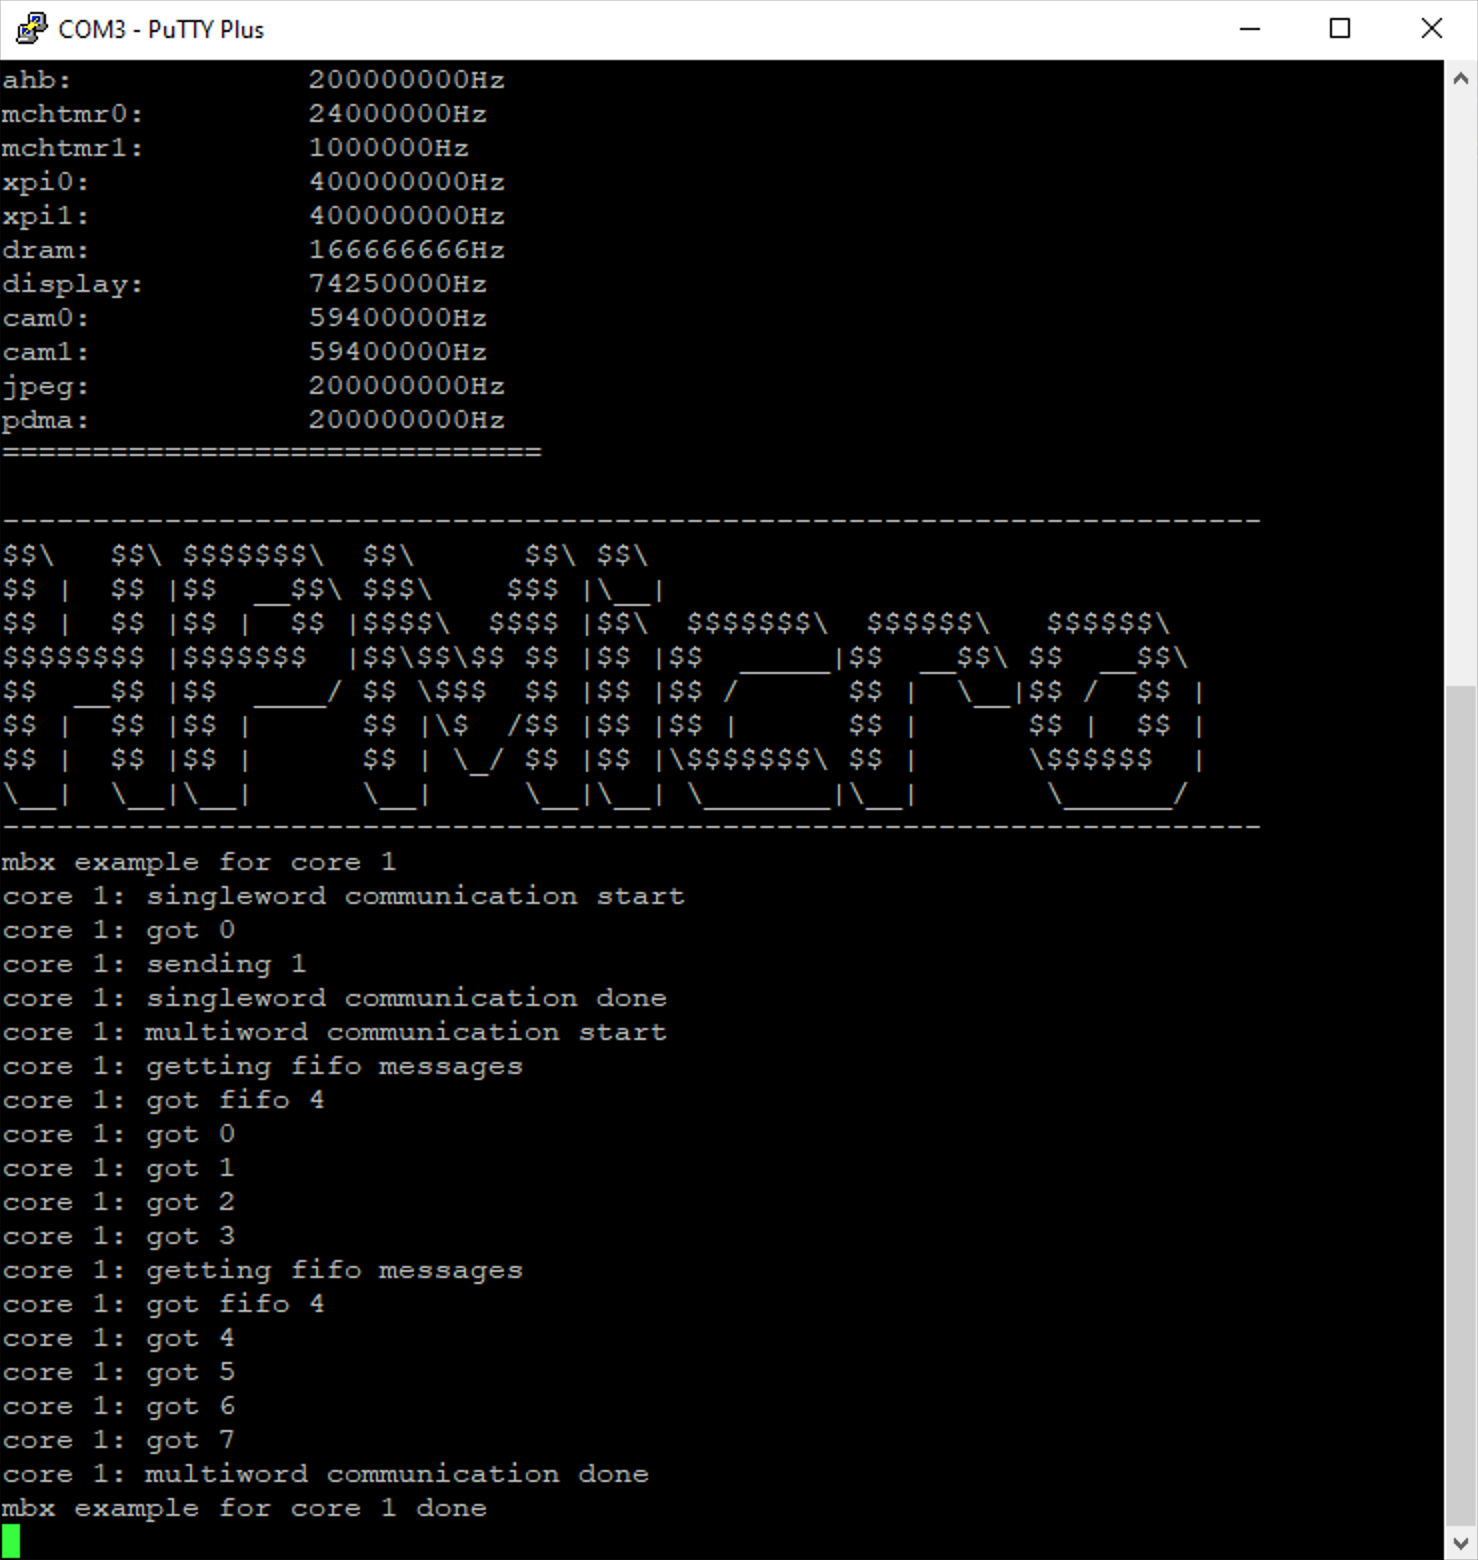 COM3 - PuTTY Plus
ahb:                 200000000Hz
mchtmr0:             24000000Hz
mchtmr1:             1000000Hz
xpi0:                400000000Hz
xpi1:                400000000Hz
dram:                166666666Hz
display:             74250000Hz
cam0:                59400000Hz
cam1:                59400000Hz
jpeg:                200000000Hz
pdma:                200000000Hz
==============================

----------------------------------------------------------------------
$$\   $$\ $$$$$$$\  $$\      $$\ $$\
$$ |  $$ |$$  __$$\ $$$\    $$$ |\__|
$$ |  $$ |$$ |  $$ |$$$$\  $$$$ |$$\  $$$$$$$\  $$$$$$\   $$$$$$\
$$$$$$$$ |$$$$$$$  |$$\$$\$$ $$ |$$ |$$  _____|$$  __$$\ $$  __$$\
$$  __$$ |$$  ____/ $$ \$$$  $$ |$$ |$$ /      $$ |  \__|$$ /  $$ |
$$ |  $$ |$$ |      $$ |\$  /$$ |$$ |$$ |      $$ |      $$ |  $$ |
$$ |  $$ |$$ |      $$ | \_/ $$ |$$ |\$$$$$$$\ $$ |      \$$$$$$  |
\__|  \__|\__|      \__|     \__|\__| \_______|\__|       \______/
----------------------------------------------------------------------
mbx example for core 1
core 1: singleword communication start
core 1: got 0
core 1: sending 1
core 1: singleword communication done
core 1: multiword communication start
core 1: getting fifo messages
core 1: got fifo 4
core 1: got 0
core 1: got 1
core 1: got 2
core 1: got 3
core 1: getting fifo messages
core 1: got fifo 4
core 1: got 4
core 1: got 5
core 1: got 6
core 1: got 7
core 1: multiword communication done
mbx example for core 1 done